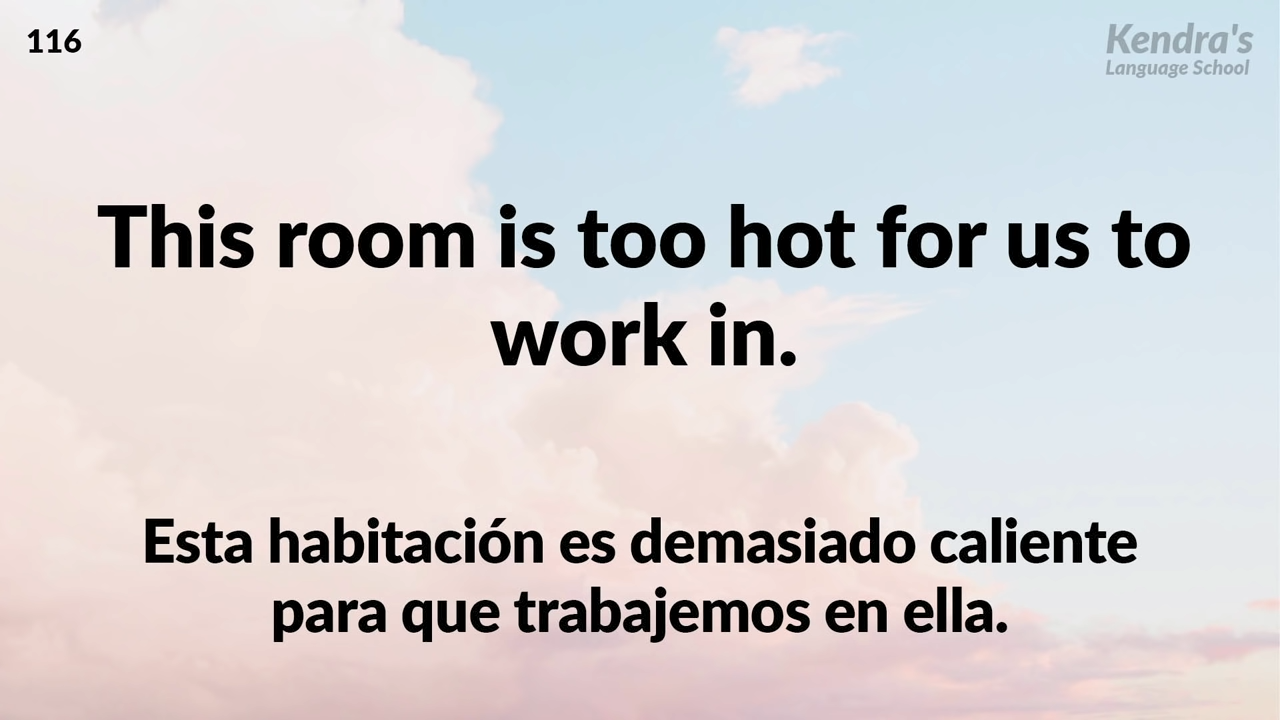 116
Kendra's
Language School
This room is too hot for us to
work in.
Esta habitación es demasiado caliente
para que trabajemos en ella.